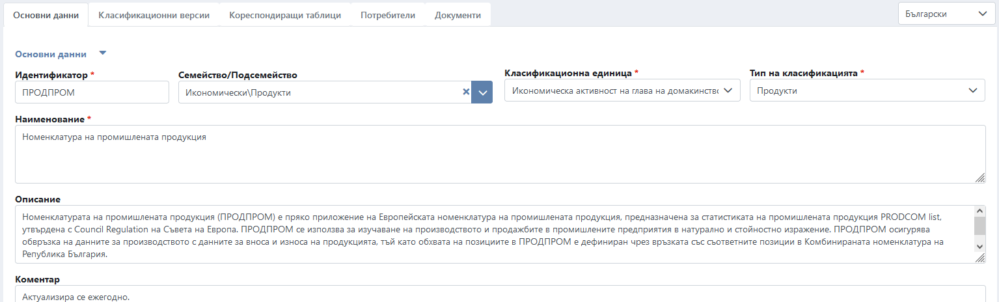 Основни данни
Класификационни версии
Кореспондиращи таблици
Потребители
Документи
Български
Основни данни
Идентификатор *
Семейство/Подсемейство
Класификационна единица *
Тип на класификацията *
ПРОДПРОМ
Икономически\Продукти
Икономическа активност на глава на домакинство
Продукти
Наименование *
Номенклатура на промишлената продукция
Описание
Номенклатурата на промишлената продукция (ПРОДПРОМ) е пряко приложение на Европейската номенклатура на промишлената продукция, предназначена за статистиката на промишлената продукция PRODCOM list,
утвърдена с Council Regulation на Съвета на Европа. ПРОДПРОМ се използва за изучаване на производството и продажбите в промишлените предприятия в натурално и стойностно изражение. ПРОДПРОМ осигурява
обвръзка на данните за производството с данните за вноса и износа на продукцията, тъй като обхвата на позициите в ПРОДПРОМ е дефиниран чрез връзката със съответните позиции в Комбинираната номенклатура на
Република България.
Коментар
Актуализира се ежегодно.